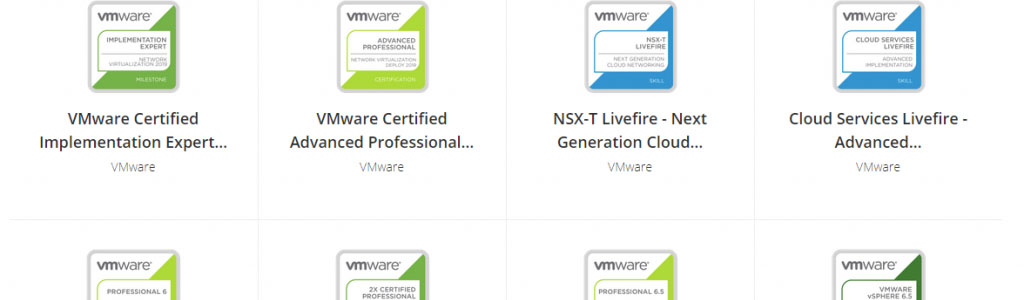 vmware
IMPLEMENTATION
EXPERT
NETWORK
VIRTUALIZATION 2019
MILESTONE
VMware Certified
Implementation Expert...
VMware
vmware
ADVANCED
PROFESSIONAL
NETWORK VIRTUALIZATION
DEPLOY 2018
CERTIFICATION
VMware Certified
Advanced Professional...
VMware
vmware
NSX-T
LIVEFIRE
NEXT GENERATION
CLOUD NETWORKING
SKILL
NSX-T Livefire - Next
Generation Cloud...
VMware
vmware
CLOUD SERVICES
LIVEFIRE
ADVANCED
IMPLEMENTATION
SKILL
Cloud Services Livefire -
Advanced...
VMware
vmware
PROFESSIONAL 6
vmware
2X CERTIFIED
PROFESSIONAL
vmware
PROFESSIONAL 6.5
vmware
VMWARE
vSPHERE 6.5